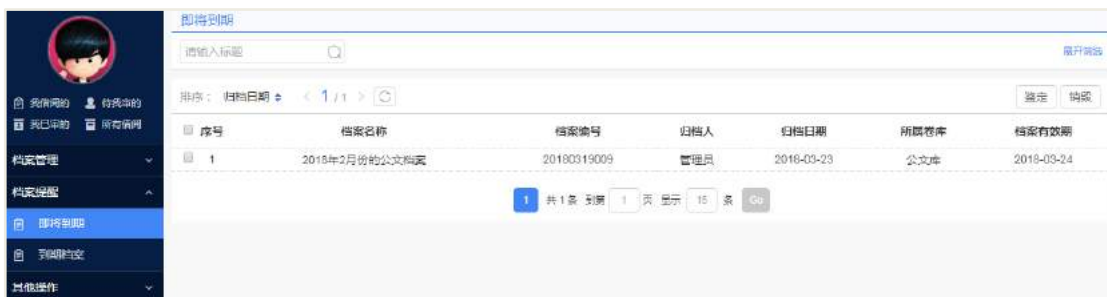 即将到期
请输入标题
展开筛选
我借阅的 待我审的
我已审的 所有借阅
排序： 归档日期 < 1 / 1 >
鉴定 销毁
序号 档案名称 档案编号 归档人 归档日期 所属卷库 档案有效期
1 2018年2月份的公文档案 20180319009 管理员 2018-03-23 公文库 2018-03-24
共 1 条 到第 1 页 显示 15 条 Go
1
档案管理
档案提醒
即将到期
到期档案
其他操作